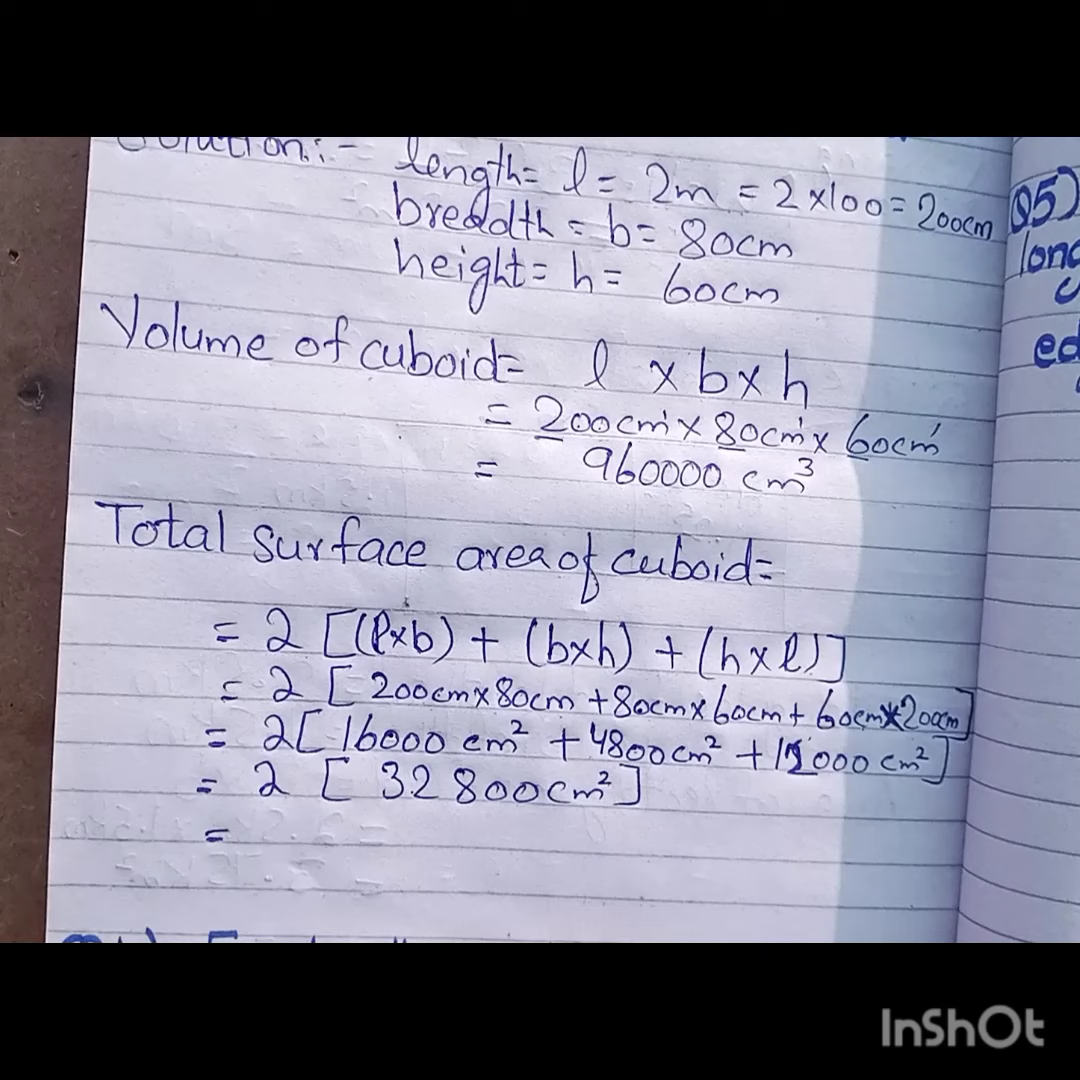 Solution:- length = l = 2m = 2 x 100 = 200cm
breadth = b = 80cm
height = h = 60cm
Volume of cuboid = l x b x h
= 200cm x 80cm x 60cm
= 960000 cm³
Total surface area of cuboid =
= 2 [(l x b) + (b x h) + (h x l)]
= 2 [200cm x 80cm + 80cm x 60cm + 60cm x 200cm]
= 2 [16000 cm² + 4800cm² + 12000 cm²]
= 2 [32800cm²]
=
Q5)
long
ed
InShOt